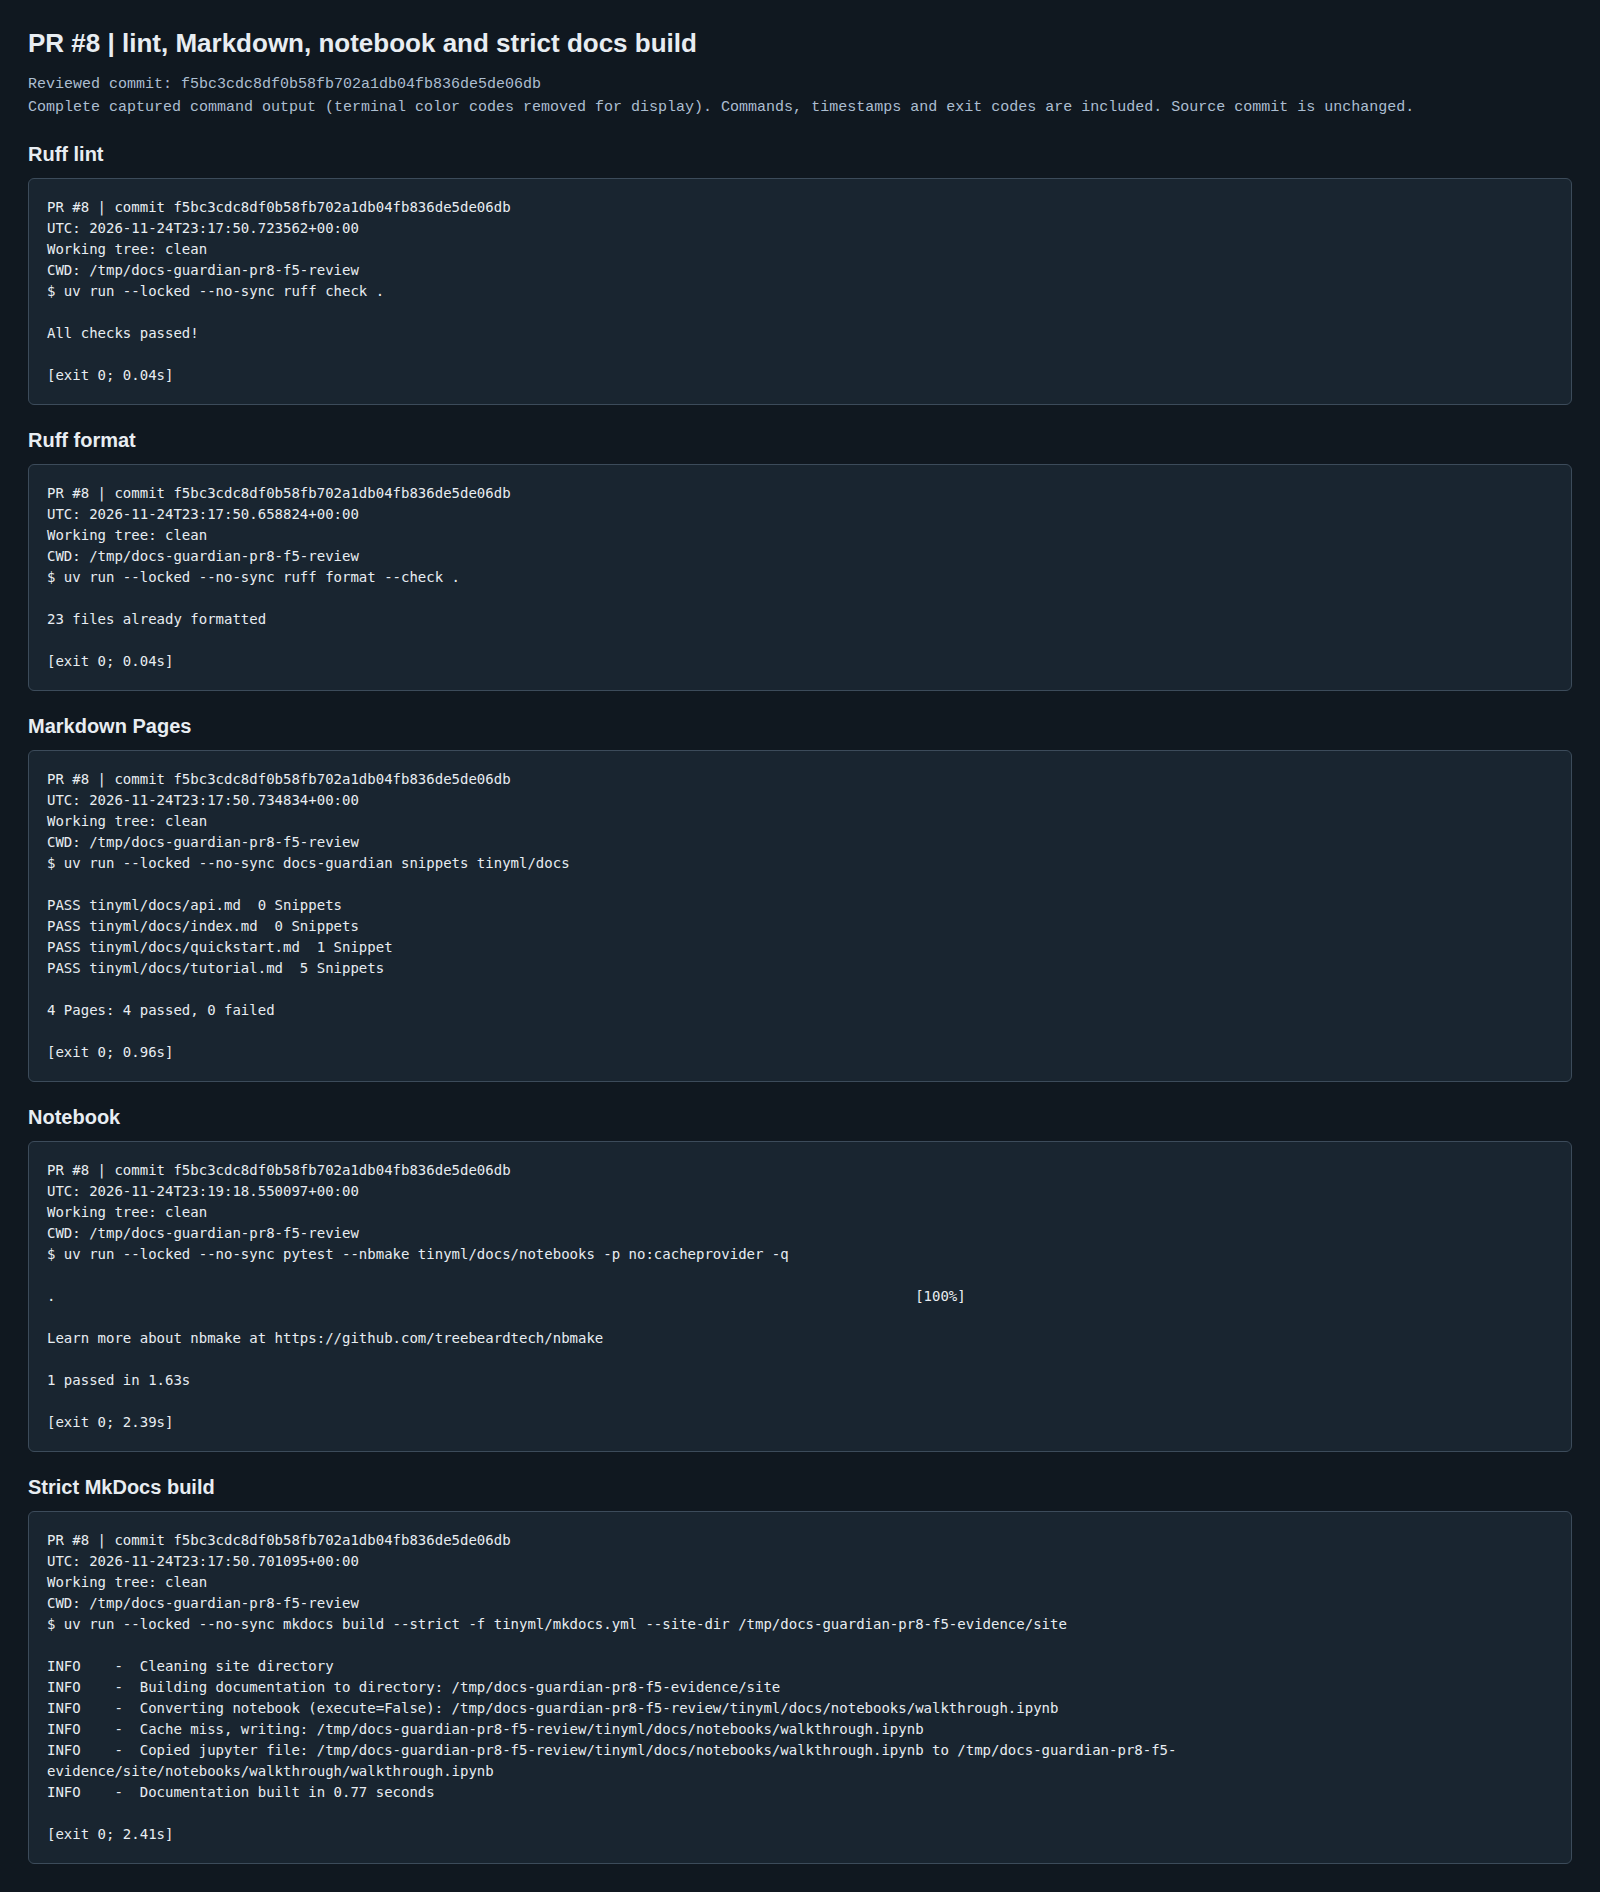 PR #8 | lint, Markdown, notebook and strict docs build
Reviewed commit: f5bc3cdc8df0b58fb702a1db04fb836de5de06db
Complete captured command output (terminal color codes removed for display). Commands, timestamps and exit codes are included. Source commit is unchanged.
Ruff lint
PR #8 | commit f5bc3cdc8df0b58fb702a1db04fb836de5de06db
UTC: 2026-11-24T23:17:50.723562+00:00
Working tree: clean
CWD: /tmp/docs-guardian-pr8-f5-review
$ uv run --locked --no-sync ruff check .
All checks passed!
[exit 0; 0.04s]
Ruff format
PR #8 | commit f5bc3cdc8df0b58fb702a1db04fb836de5de06db
UTC: 2026-11-24T23:17:50.658824+00:00
Working tree: clean
CWD: /tmp/docs-guardian-pr8-f5-review
$ uv run --locked --no-sync ruff format --check .
23 files already formatted
[exit 0; 0.04s]
Markdown Pages
PR #8 | commit f5bc3cdc8df0b58fb702a1db04fb836de5de06db
UTC: 2026-11-24T23:17:50.734834+00:00
Working tree: clean
CWD: /tmp/docs-guardian-pr8-f5-review
$ uv run --locked --no-sync docs-guardian snippets tinyml/docs
PASS tinyml/docs/api.md  0 Snippets
PASS tinyml/docs/index.md  0 Snippets
PASS tinyml/docs/quickstart.md  1 Snippet
PASS tinyml/docs/tutorial.md  5 Snippets
4 Pages: 4 passed, 0 failed
[exit 0; 0.96s]
Notebook
PR #8 | commit f5bc3cdc8df0b58fb702a1db04fb836de5de06db
UTC: 2026-11-24T23:19:18.550097+00:00
Working tree: clean
CWD: /tmp/docs-guardian-pr8-f5-review
$ uv run --locked --no-sync pytest --nbmake tinyml/docs/notebooks -p no:cacheprovider -q
. [100%]
Learn more about nbmake at https://github.com/treebeardtech/nbmake
1 passed in 1.63s
[exit 0; 2.39s]
Strict MkDocs build
PR #8 | commit f5bc3cdc8df0b58fb702a1db04fb836de5de06db
UTC: 2026-11-24T23:17:50.701095+00:00
Working tree: clean
CWD: /tmp/docs-guardian-pr8-f5-review
$ uv run --locked --no-sync mkdocs build --strict -f tinyml/mkdocs.yml --site-dir /tmp/docs-guardian-pr8-f5-evidence/site
INFO    -  Cleaning site directory
INFO    -  Building documentation to directory: /tmp/docs-guardian-pr8-f5-evidence/site
INFO    -  Converting notebook (execute=False): /tmp/docs-guardian-pr8-f5-review/tinyml/docs/notebooks/walkthrough.ipynb
INFO    -  Cache miss, writing: /tmp/docs-guardian-pr8-f5-review/tinyml/docs/notebooks/walkthrough.ipynb
INFO    -  Copied jupyter file: /tmp/docs-guardian-pr8-f5-review/tinyml/docs/notebooks/walkthrough.ipynb to /tmp/docs-guardian-pr8-f5-
evidence/site/notebooks/walkthrough/walkthrough.ipynb
INFO    -  Documentation built in 0.77 seconds
[exit 0; 2.41s]